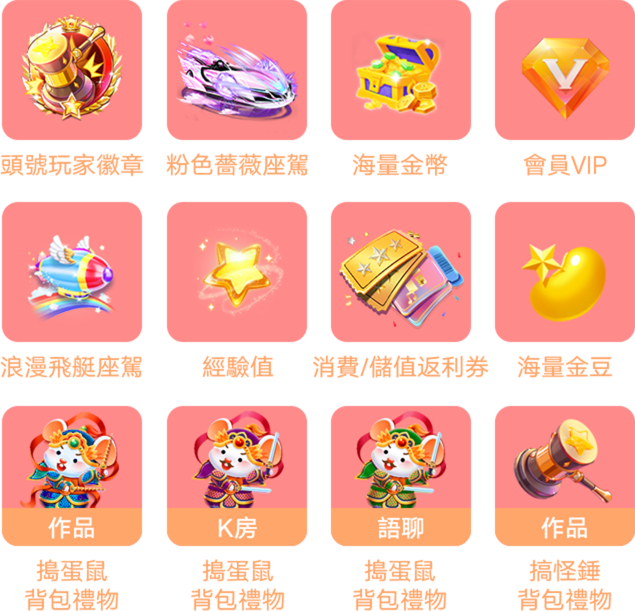 頭號玩家徽章
粉色薔薇座駕
海量金幣
V
會員VIP
浪漫飛艇座駕
經驗值
消費/儲值返利券
海量金豆
作品
搗蛋鼠
背包禮物
K房
搗蛋鼠
背包禮物
語聊
搗蛋鼠
背包禮物
作品
搞怪錘
背包禮物